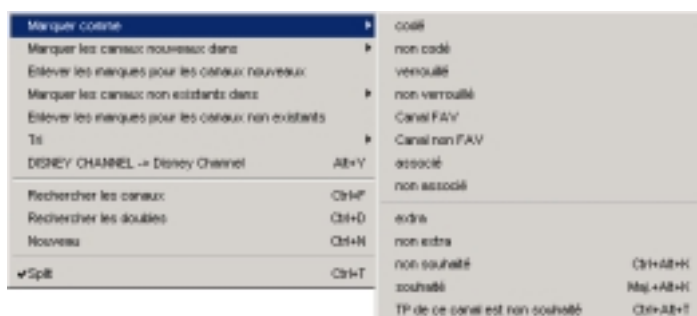 Marquer comme
Marquer les canaux nouveaux dans
Enlever les marques pour les canaux nouveaux
Marquer les canaux non existants dans
Enlever les marques pour les canaux non existants
Tri
DISNEY CHANNEL -> Disney Channel Alt+Y
Rechercher les canaux Ctrl+F
Rechercher les doubles Ctrl+D
Nouveau Ctrl+N
Split Ctrl+T
codé
non codé
verrouillé
non verrouillé
Canal FAV
Canal non FAV
associé
non associé
extra
non extra
non souhaité Ctrl+Alt+K
souhaité Maj.+Alt+K
TP de ce canal est non souhaité Ctrl+Alt+T